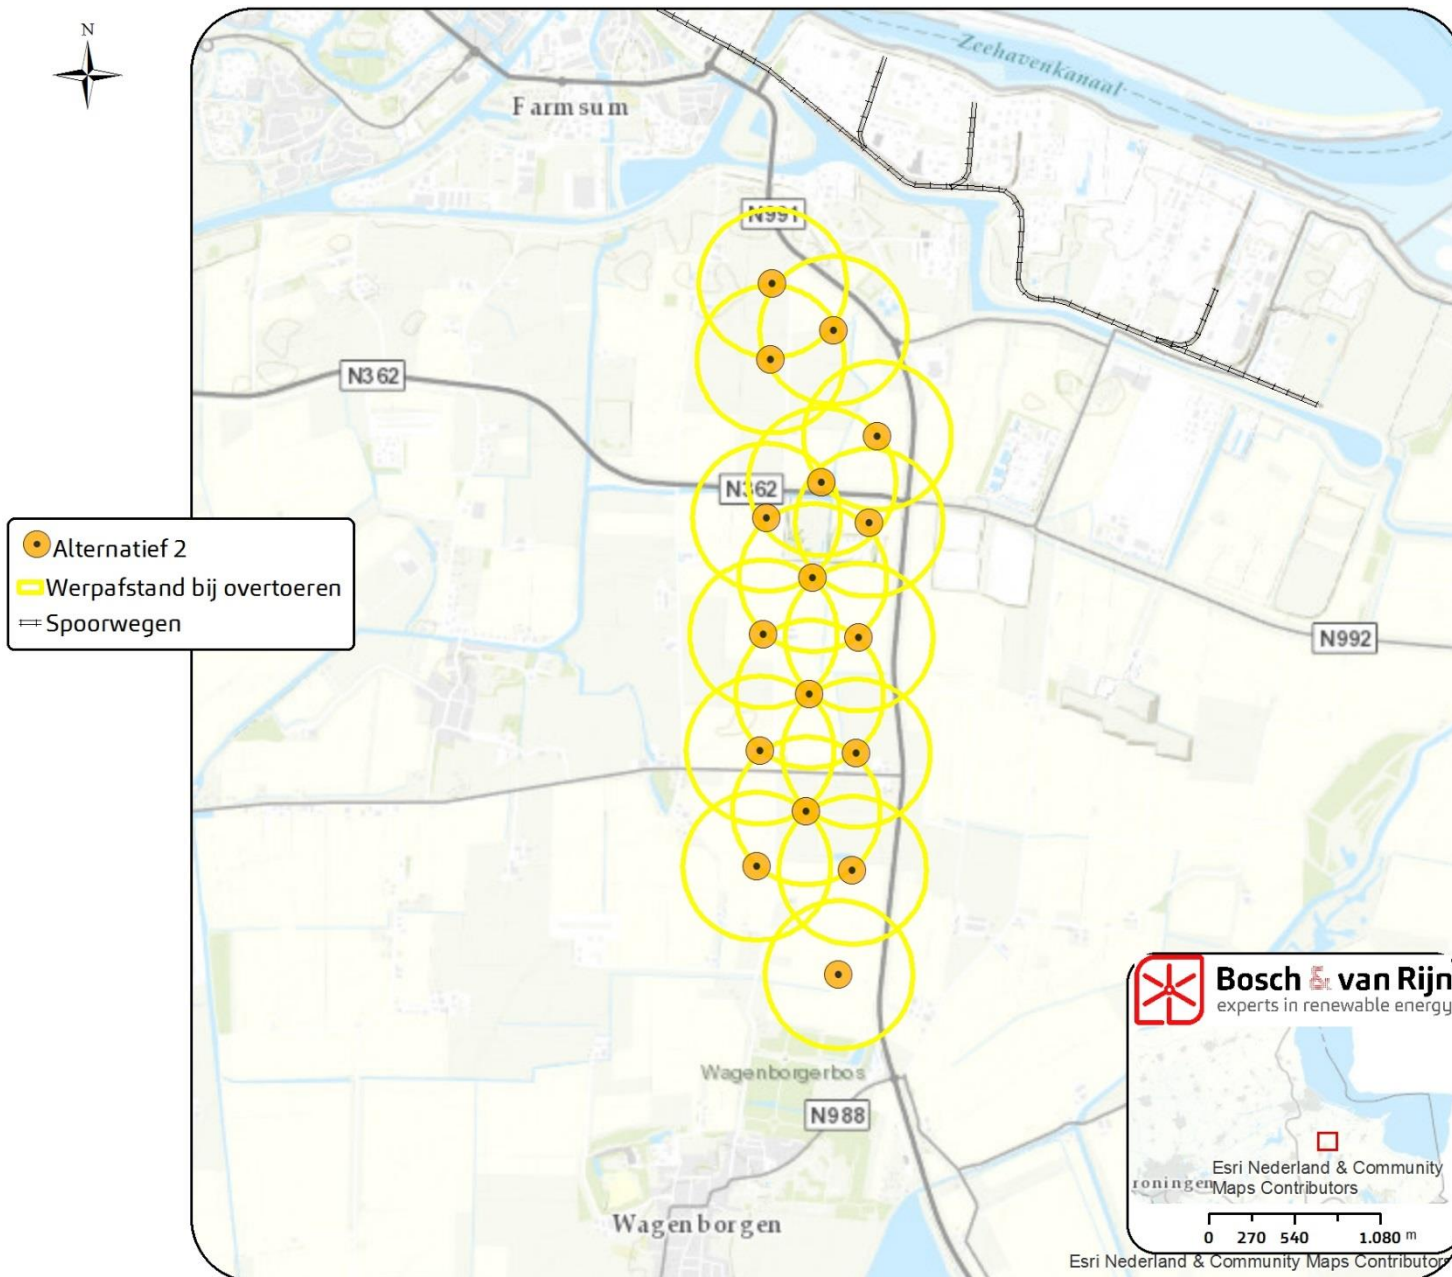 N
Zeehavenkanaal
Farmsum
N991
N362
N362
Alternatief 2
Werpafstand bij overtoeren
Spoorwegen
N992
Bosch & van Rijn
experts in renewable energy
Wagenborgerbos
N988
Esri Nederland & Community
roningen Maps Contributors
Wagenborgen
0 270 540 1.080 m
Esri Nederland & Community Maps Contributors